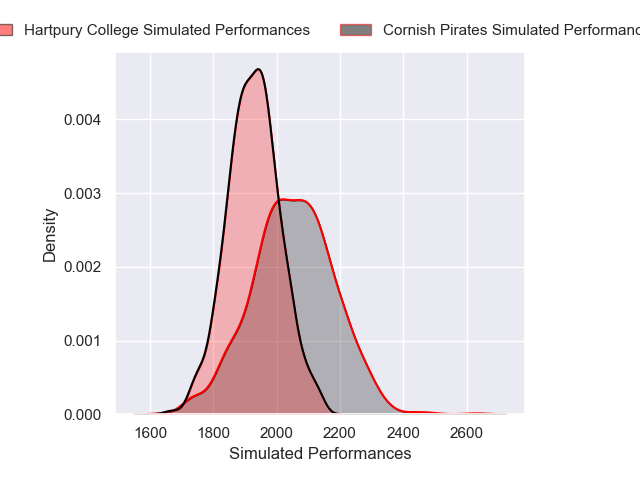 Hartpury College Simulated Performances
Cornish Pirates Simulated
0.004
0.003
0.002
0.001
0.000
Density
1600 1800 2000 2200 2400 2600
Simulated Performances